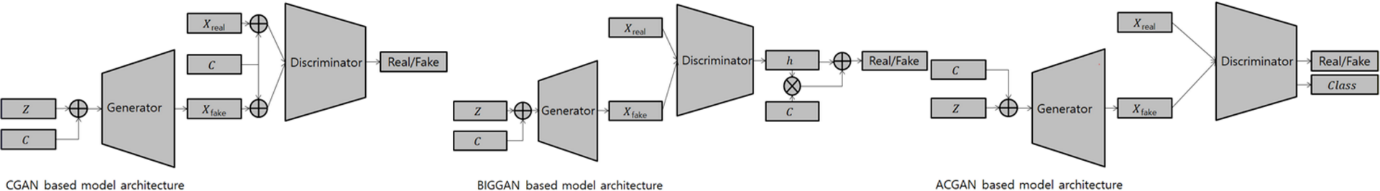 X_real
C
Z
C
Generator
X_fake
Discriminator
Real/Fake
CGAN based model architecture
X_real
Z
C
Generator
X_fake
Discriminator
h
C
Real/Fake
BIGGAN based model architecture
X_real
C
Z
Generator
X_fake
Discriminator
Real/Fake
Class
ACGAN based model architecture